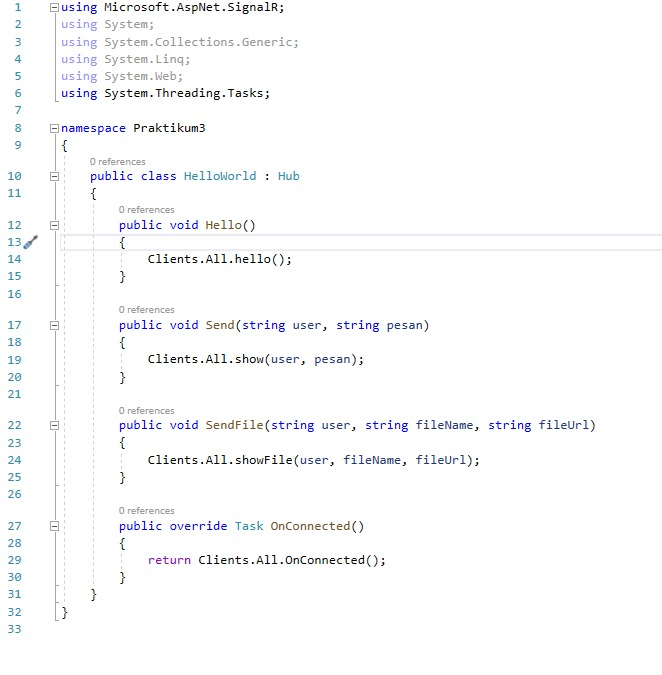 1 using Microsoft.AspNet.SignalR;
2 using System;
3 using System.Collections.Generic;
4 using System.Linq;
5 using System.Web;
6 using System.Threading.Tasks;
7
8 namespace Praktikum3
9 {
0 references
10 public class HelloWorld : Hub
11 {
0 references
12 public void Hello()
13 {
14 Clients.All.hello();
15 }
16
0 references
17 public void Send(string user, string pesan)
18 {
19 Clients.All.show(user, pesan);
20 }
21
0 references
22 public void SendFile(string user, string fileName, string fileUrl)
23 {
24 Clients.All.showFile(user, fileName, fileUrl);
25 }
26
0 references
27 public override Task OnConnected()
28 {
29 return Clients.All.OnConnected();
30 }
31 }
32 }
33